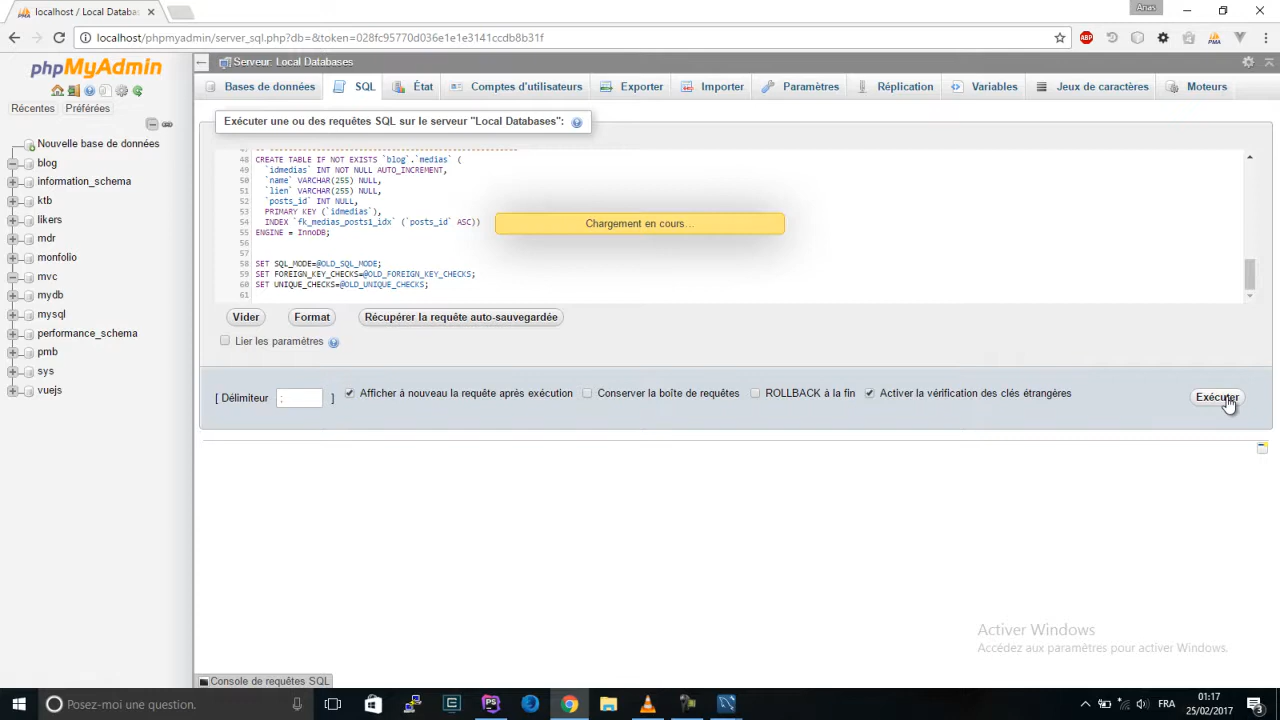 localhost / Local Databa
Anas
localhost/phpmyadmin/server_sql.php?db=&token=028fc95770d036e1e1e3141ccdb8b31f
phpMyAdmin
Récentes
Préférées
Nouvelle base de données
blog
information_schema
ktb
likers
mdr
monfolio
mvc
mydb
mysql
performance_schema
pmb
sys
vuejs
Serveur: Local Databases
Bases de données
SQL
État
Comptes d'utilisateurs
Exporter
Importer
Paramètres
Réplication
Variables
Jeux de caractères
Moteurs
Exécuter une ou des requêtes SQL sur le serveur "Local Databases":
48 CREATE TABLE IF NOT EXISTS `blog`.`medias` (
49 `idmedias` INT NOT NULL AUTO_INCREMENT,
50 `name` VARCHAR(255) NULL,
51 `lien` VARCHAR(255) NULL,
52 `posts_id` INT NULL,
53 PRIMARY KEY (`idmedias`),
54 INDEX `fk_medias_posts1_idx` (`posts_id` ASC))
55 ENGINE = InnoDB;
56
57
58 SET SQL_MODE=@OLD_SQL_MODE;
59 SET FOREIGN_KEY_CHECKS=@OLD_FOREIGN_KEY_CHECKS;
60 SET UNIQUE_CHECKS=@OLD_UNIQUE_CHECKS;
61
Chargement en cours...
Vider
Format
Récupérer la requête auto-sauvegardée
Lier les paramètres
[ Délimiteur ; ]
Afficher à nouveau la requête après exécution
Conserver la boîte de requêtes
ROLLBACK à la fin
Activer la vérification des clés étrangères
Exécuter
Activer Windows
Accédez aux paramètres pour activer Windows.
Console de requêtes SQL
Posez-moi une question.
FRA
01:17
25/02/2017